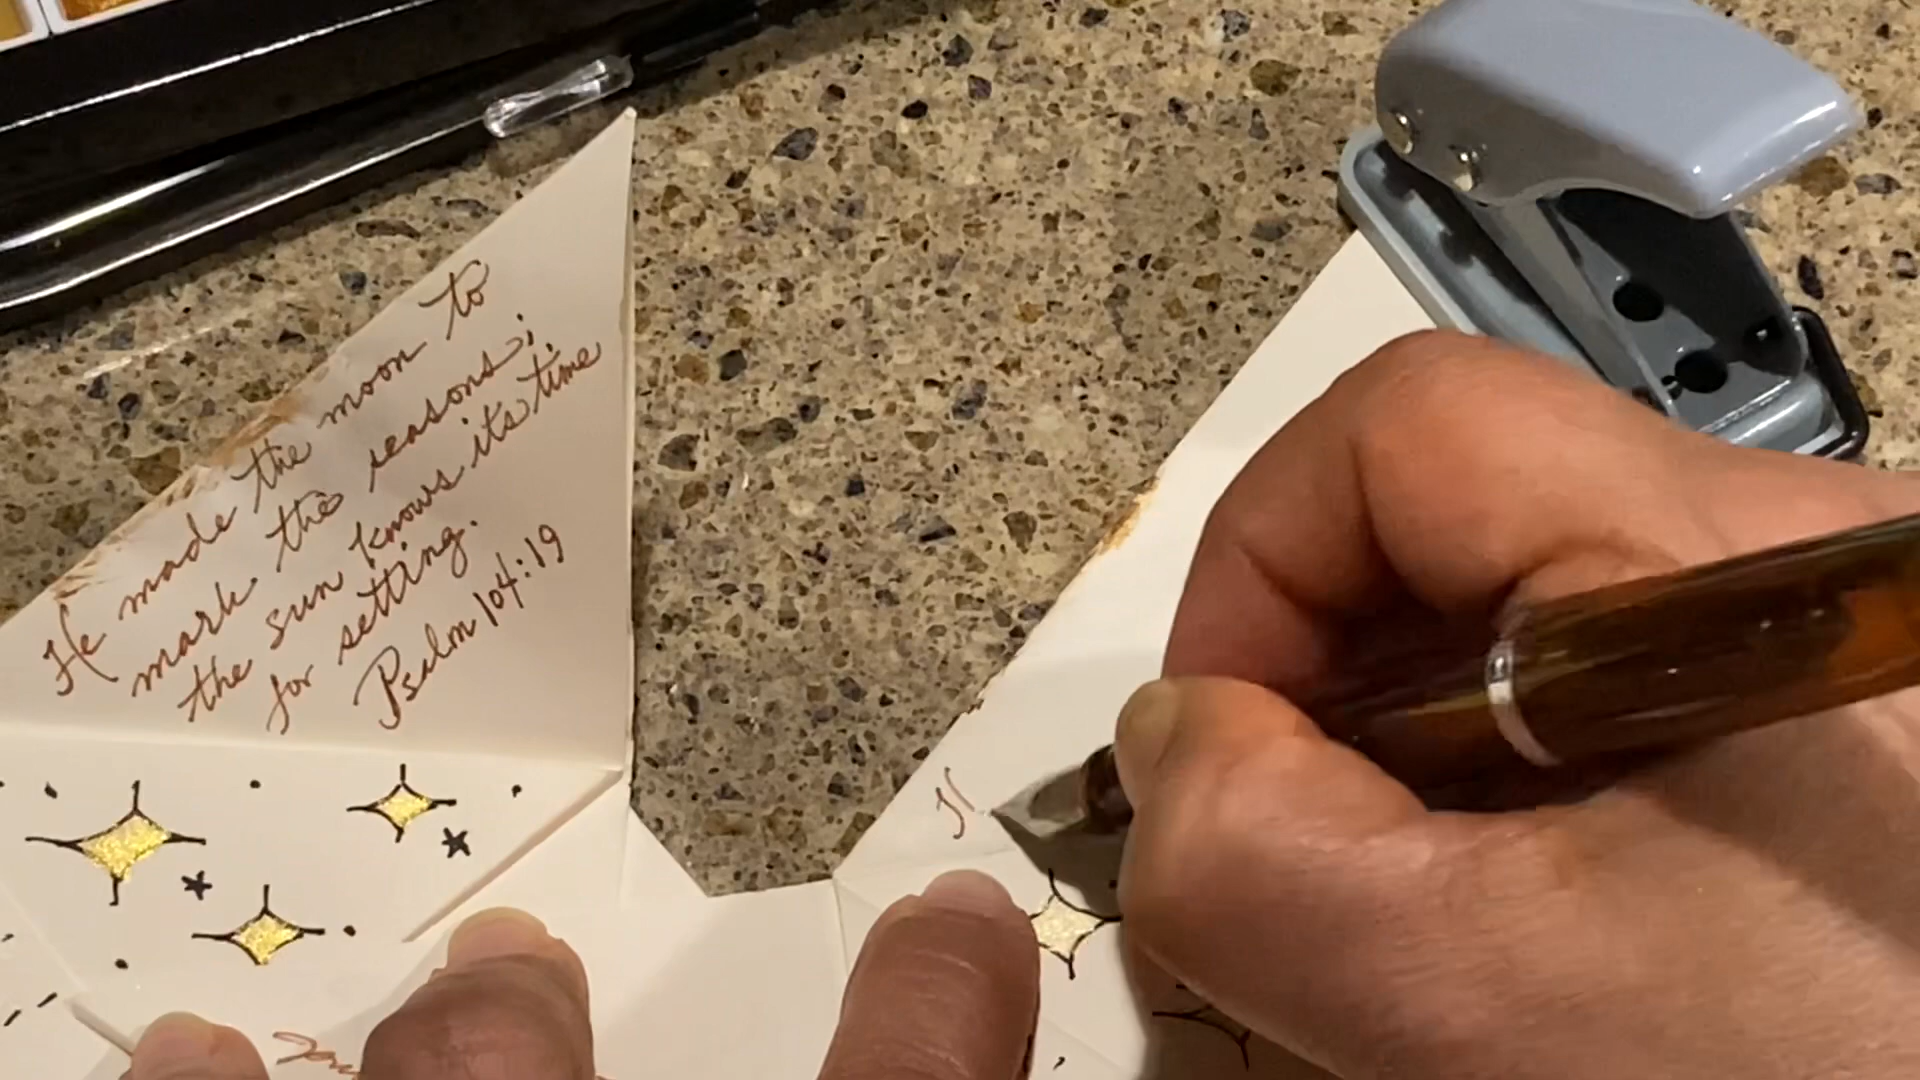 He made the moon to
mark the seasons;
the sun knows its time
for setting.
Psalm 104:19